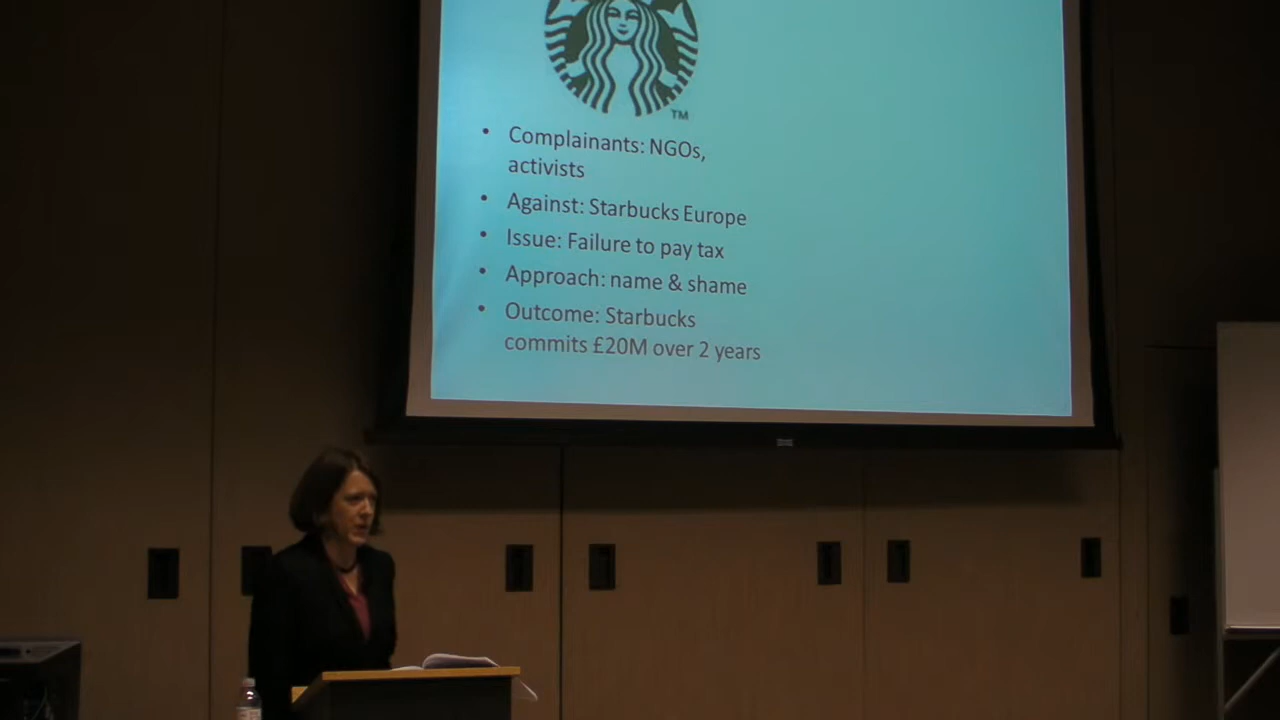 TM
• Complainants: NGOs,
activists
• Against: Starbucks Europe
• Issue: Failure to pay tax
• Approach: name & shame
• Outcome: Starbucks
commits £20M over 2 years